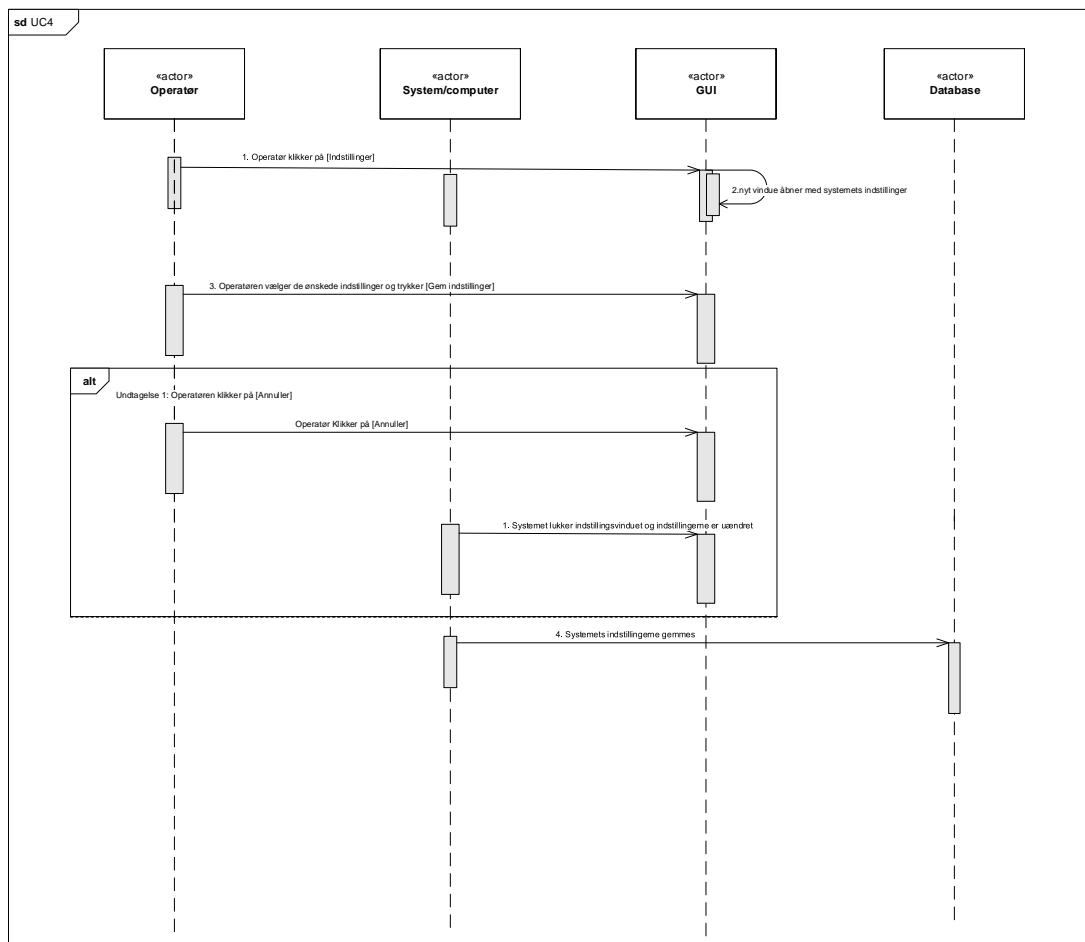 sd UC4
«actor»
Operatør
«actor»
System/computer
«actor»
GUI
«actor»
Database
1. Operatør klikker på [Indstillinger]
2.nyt vindue åbner med systemets indstillinger
3. Operatøren vælger de ønskede indstillinger og trykker [Gem indstillinger]
alt
Undtagelse 1: Operatøren klikker på [Annuller]
Operatør Klikker på [Annuller]
1. Systemet lukker indstillingsvinduet og indstillingerne er uændret
4. Systemets indstillingerne gemmes